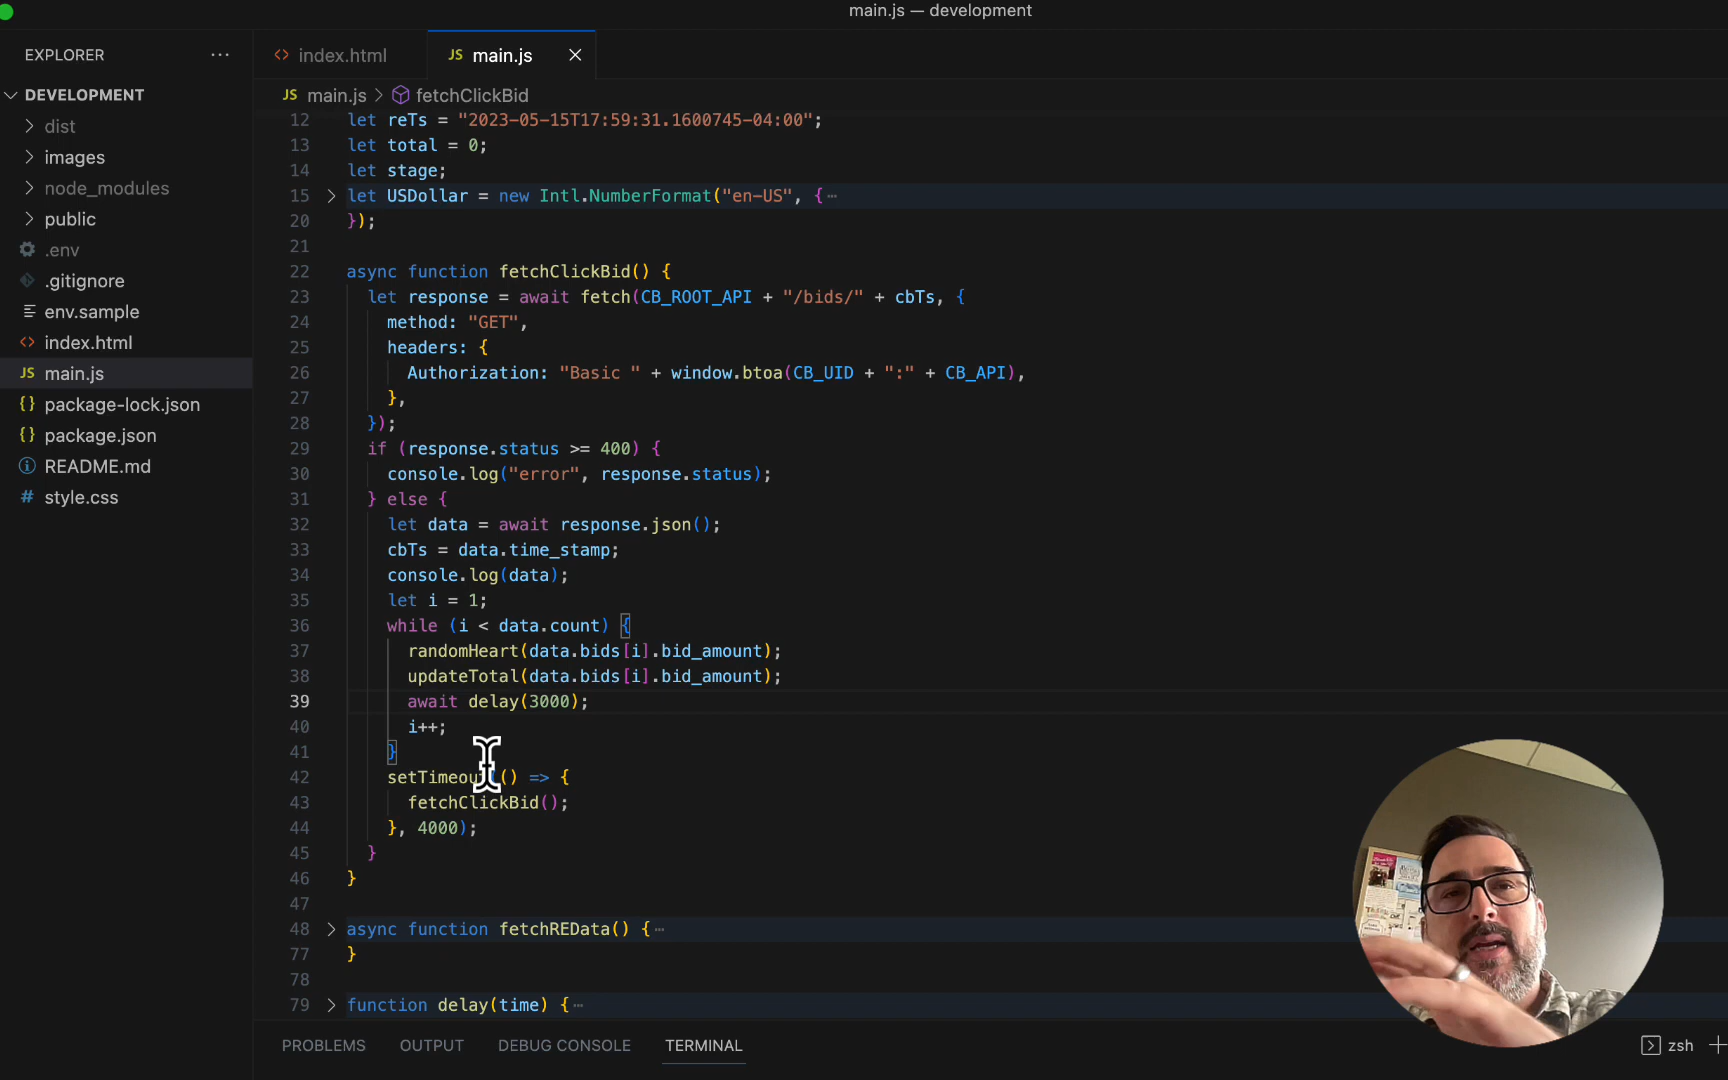 main.js — development
EXPLORER
index.html
JS main.js
DEVELOPMENT
JS main.js > fetchClickBid
dist
images
node_modules
public
.env
.gitignore
env.sample
index.html
JS main.js
package-lock.json
package.json
README.md
style.css
12 let reTs = "2023-05-15T17:59:31.1600745-04:00";
13 let total = 0;
14 let stage;
15 let USDollar = new Intl.NumberFormat("en-US", {
20 });
21
22 async function fetchClickBid() {
23 let response = await fetch(CB_ROOT_API + "/bids/" + cbTs, {
24 method: "GET",
25 headers: {
26 Authorization: "Basic " + window.btoa(CB_UID + ":" + CB_API),
27 },
28 });
29 if (response.status >= 400) {
30 console.log("error", response.status);
31 } else {
32 let data = await response.json();
33 cbTs = data.time_stamp;
34 console.log(data);
35 let i = 1;
36 while (i < data.count) {
37 randomHeart(data.bids[i].bid_amount);
38 updateTotal(data.bids[i].bid_amount);
39 await delay(3000);
40 i++;
41 }
42 setTimeout(() => {
43 fetchClickBid();
44 }, 4000);
45 }
46 }
47
48 async function fetchREData() {
77 }
78
79 function delay(time) {
PROBLEMS OUTPUT DEBUG CONSOLE TERMINAL
zsh